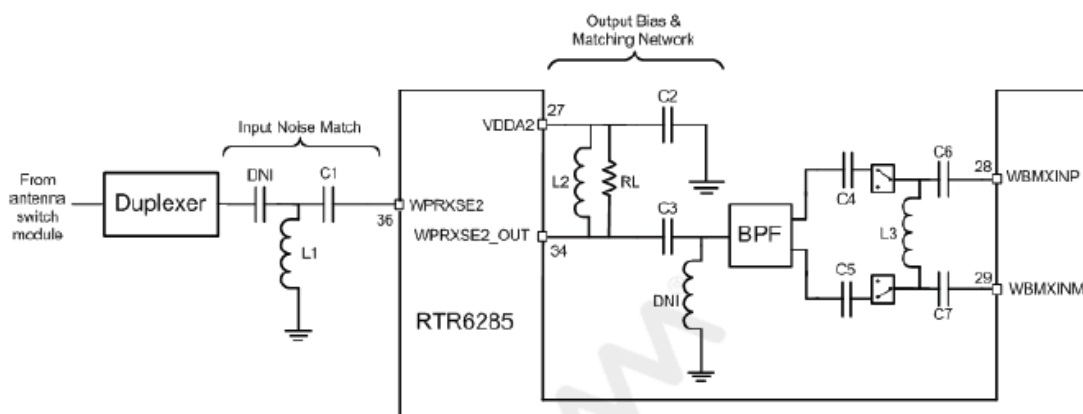 Output Bias &
Matching Network
Input Noise Match
From
antenna
switch
module
Duplexer
DNI
C1
L1
36
WPRXSE2
WPRXSE2_OUT
34
RTR6285
VDDA2
27
C2
L2
RL
C3
DNI
BPF
C4
C5
L3
C6
C7
28
WBMXINP
29
WBMXINM